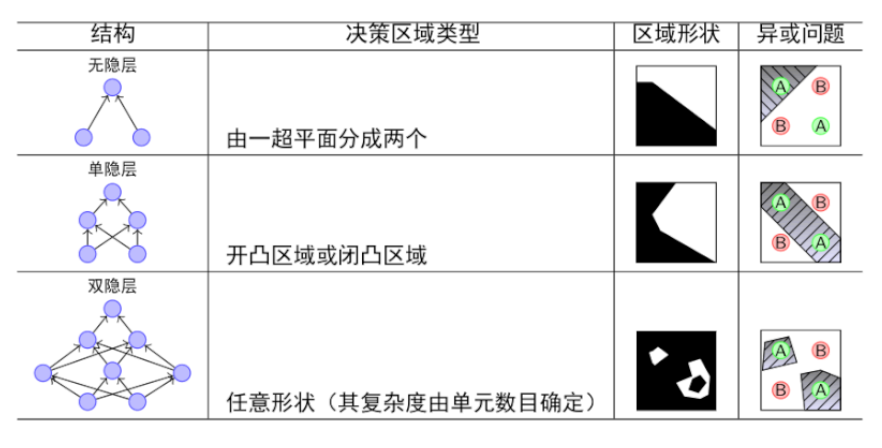 结构 决策区域类型 区域形状 异或问题
无隐层
A B
由一超平面分成两个
B A
单隐层
A B
开凸区域或闭凸区域
B A
双隐层
A B
B A
任意形状（其复杂度由单元数目确定）